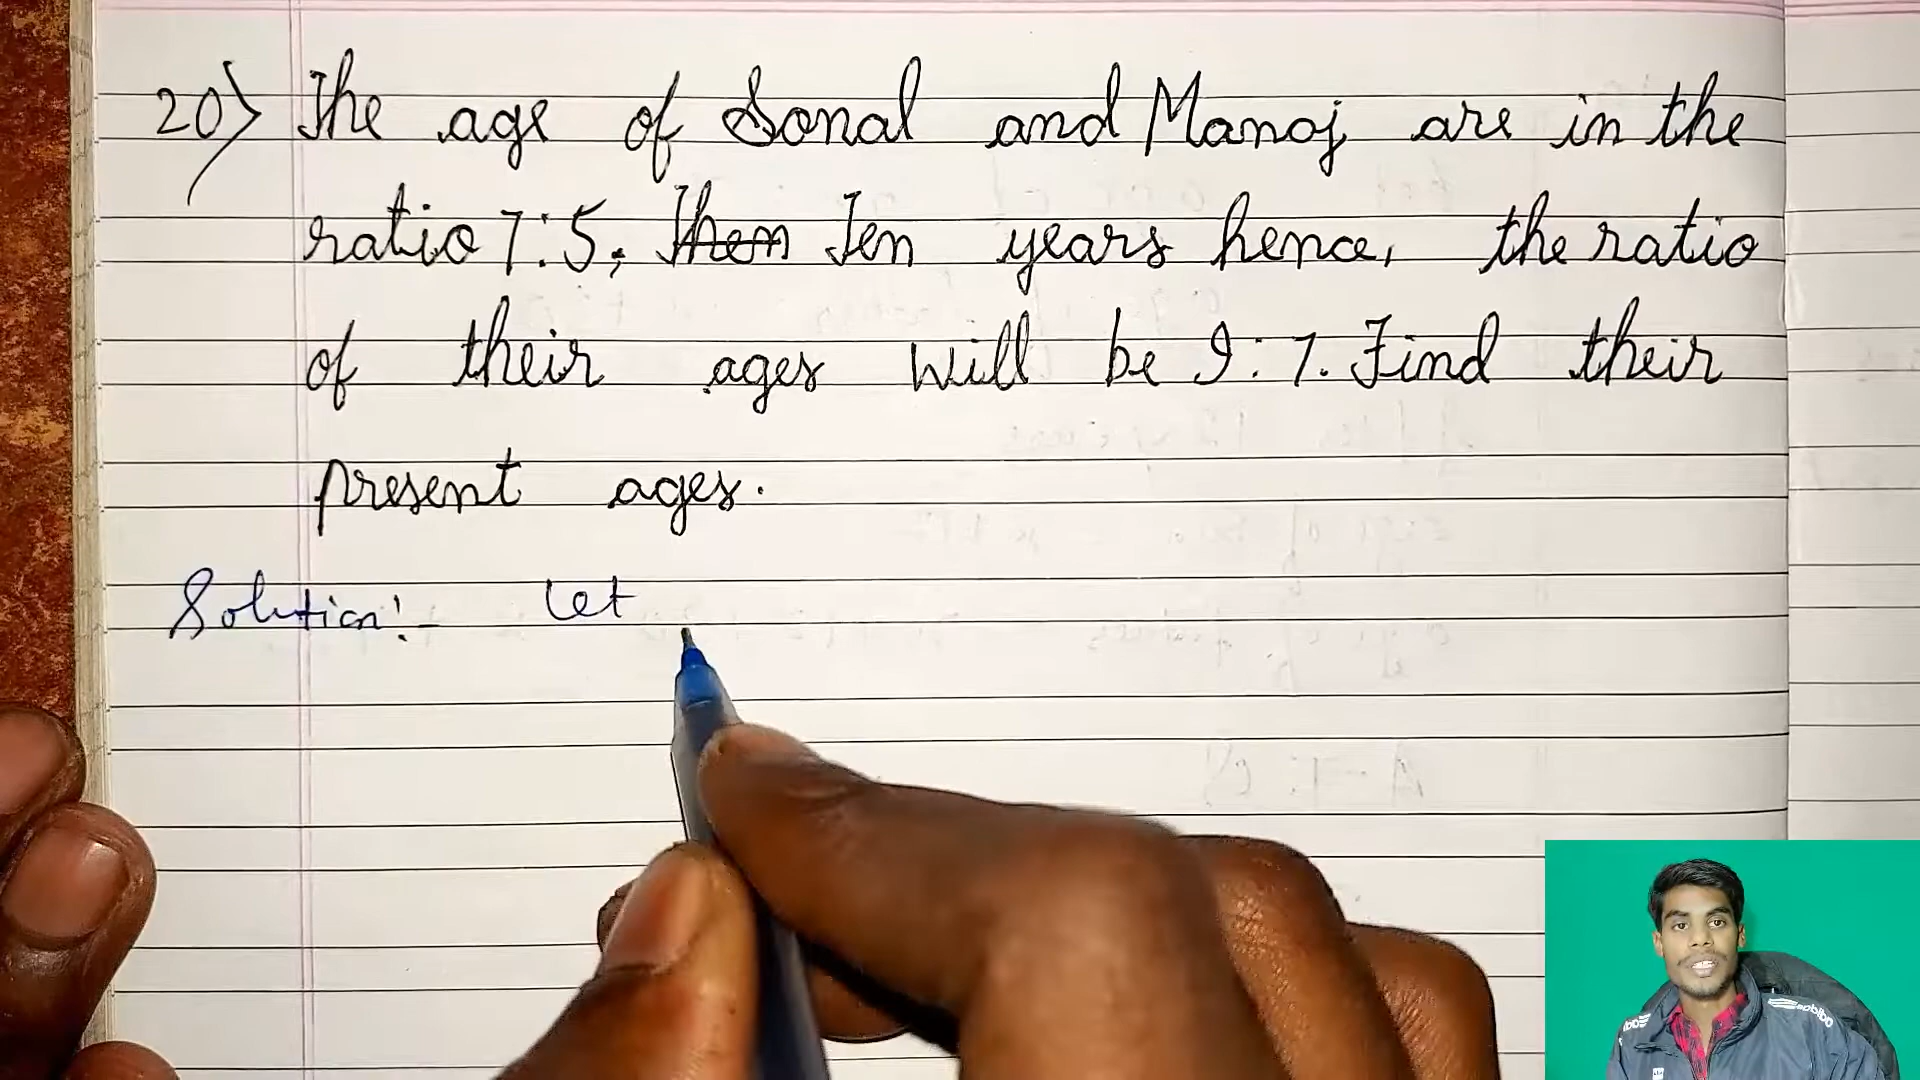 20) The age of Sonal and Manoj are in the
ratio 7:5, Then Ten years hence, the ratio
of their ages will be 9:7. Find their
present ages.
Solution:- Let